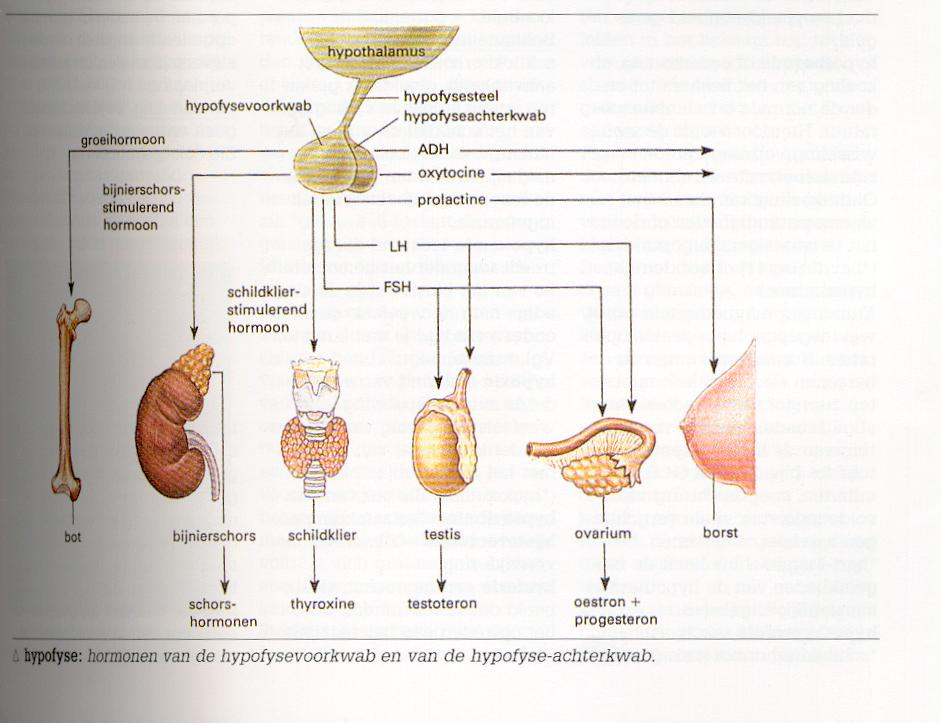 hypothalamus
hypofysevoorkwab
hypofysesteel
hypofyseachterkwab
groeihormoon
ADH
oxytocine
bijnierschors-
stimulerend
hormoon
prolactine
LH
FSH
schildklier-
stimulerend
hormoon
bot
bijnierschors
schildklier
testis
ovarium
borst
schors-
hormonen
thyroxine
testoteron
oestron +
progesteron
△ hypofyse: hormonen van de hypofysevoorkwab en van de hypofyse-achterkwab.